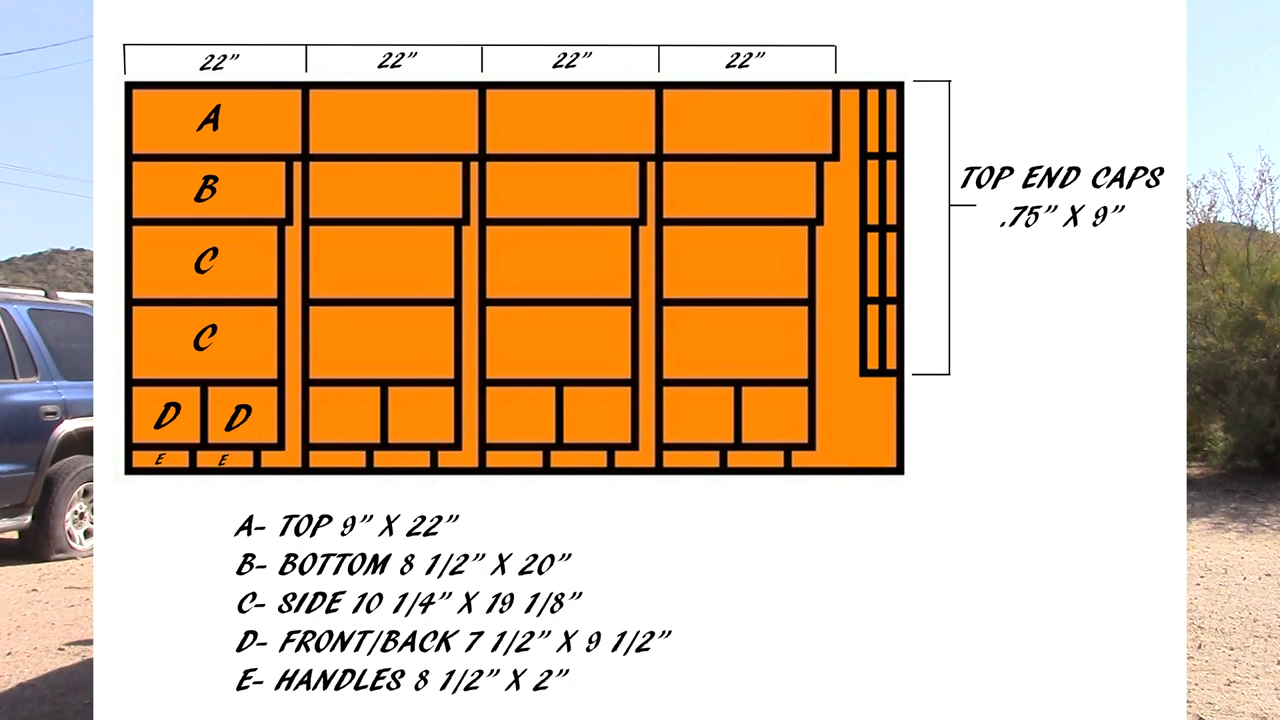 22” 22” 22” 22”
A
B
C
C
D D
E E
TOP END CAPS
.75” X 9”
A- TOP 9” X 22”
B- BOTTOM 8 1/2” X 20”
C- SIDE 10 1/4” X 19 1/8”
D- FRONT/BACK 7 1/2” X 9 1/2”
E- HANDLES 8 1/2” X 2”